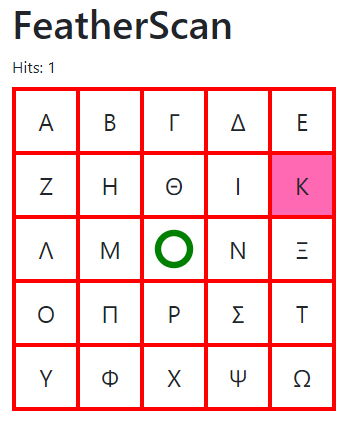 FeatherScan
Hits: 1
Α Β Γ Δ Ε
Ζ Η Θ Ι Κ
Λ Μ Ν Ξ
Ο Π Ρ Σ Τ
Υ Φ Χ Ψ Ω